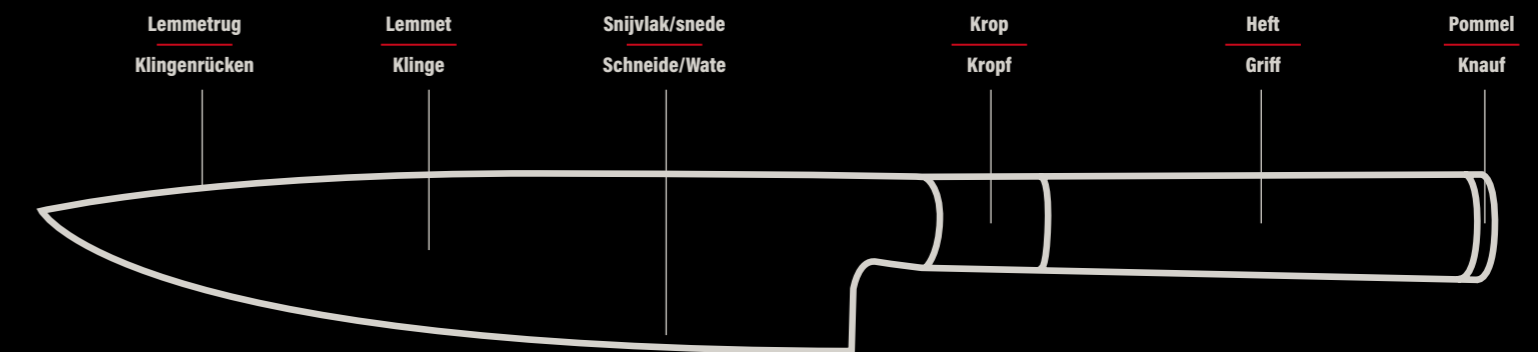 Lemmetrug
Klingenrücken
Lemmet
Klinge
Snijvlak/snede
Schneide/Wate
Krop
Kropf
Heft
Griff
Pommel
Knauf